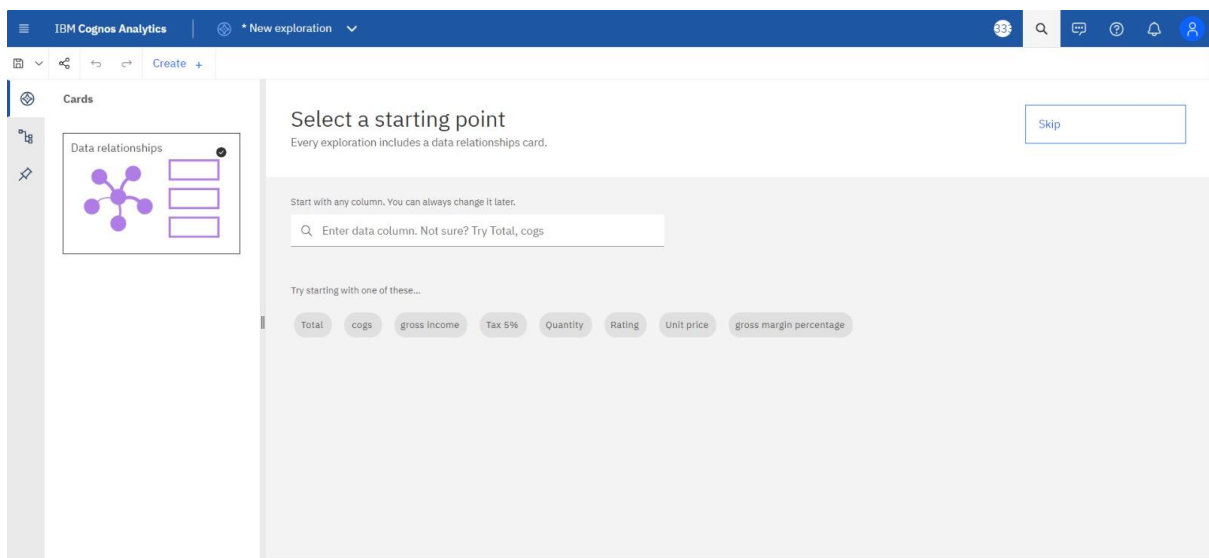 IBM Cognos Analytics
* New exploration
Create +
Cards
Data relationships
Select a starting point
Every exploration includes a data relationships card.
Skip
Start with any column. You can always change it later.
Enter data column. Not sure? Try Total, cogs
Try starting with one of these...
Total cogs gross income Tax 5% Quantity Rating Unit price gross margin percentage